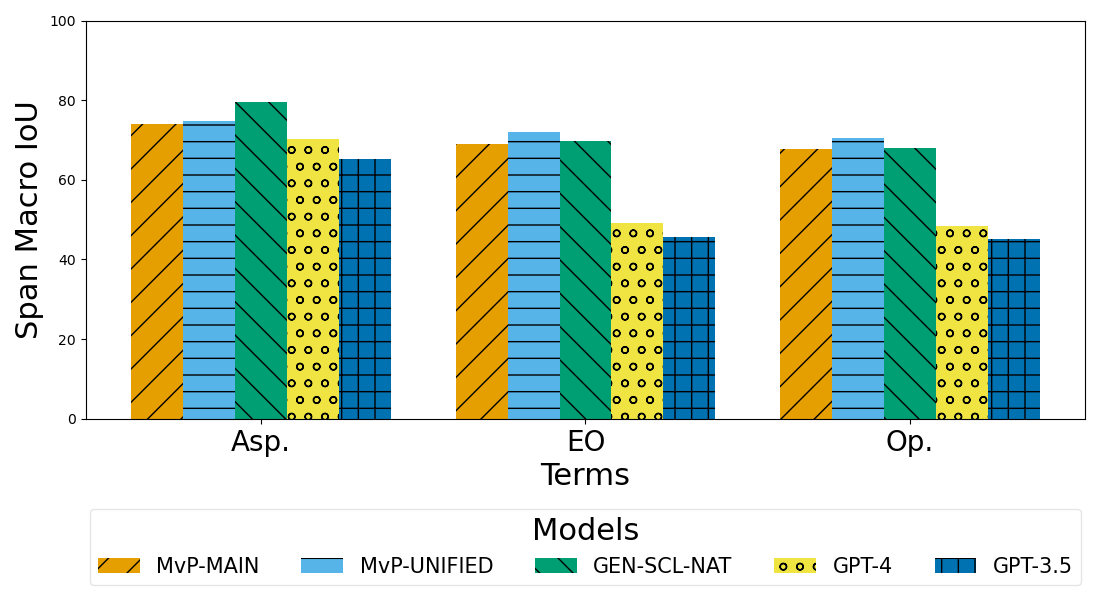 100
80
60
40
20
0
Span Macro IoU
Asp. EO Op.
Terms
Models
MvP-MAIN MvP-UNIFIED GEN-SCL-NAT GPT-4 GPT-3.5